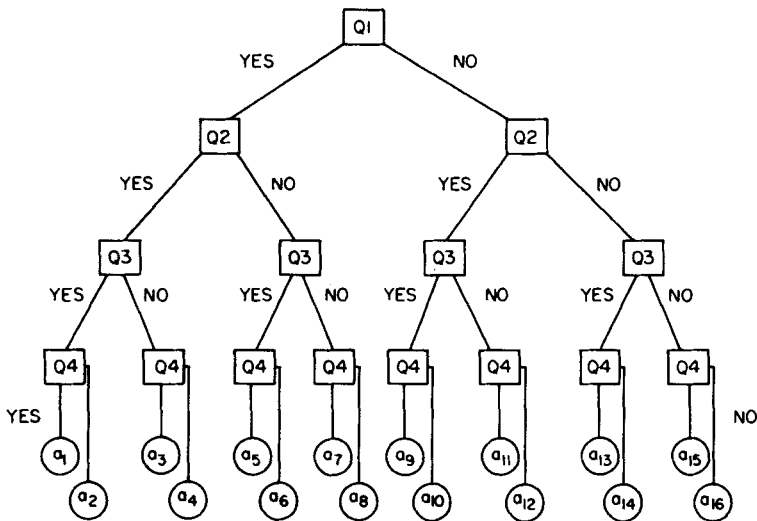 Q1
YES NO
Q2 Q2
YES NO YES NO
Q3 Q3 Q3 Q3
YES NO YES NO YES NO YES NO
Q4 Q4 Q4 Q4 Q4 Q4 Q4 Q4
YES NO
a1 a3 a5 a7 a9 a11 a13 a15
a2 a4 a6 a8 a10 a12 a14 a16